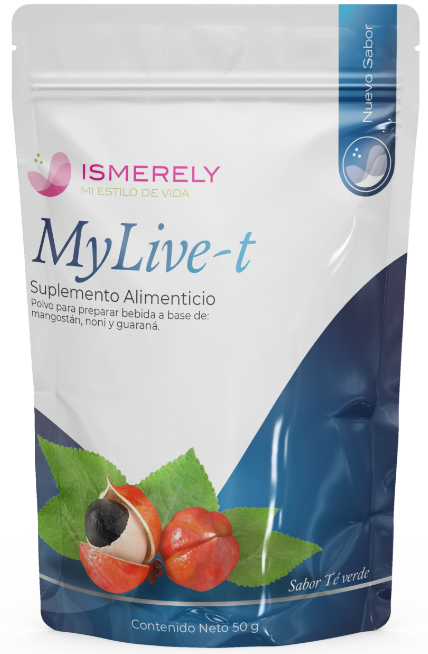 Nuevo Sabor
ISMERELY
MI ESTILO DE VIDA
MyLive-t
Suplemento Alimenticio
Polvo para preparar bebida a base de:
mangostán, noni y guaraná.
Sabor Té verde
Contenido Neto 50 g